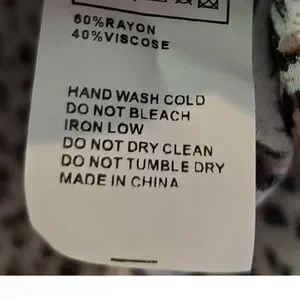 60%RAYON
40%VISCOSE
HAND WASH COLD
DO NOT BLEACH
IRON LOW
DO NOT DRY CLEAN
DO NOT TUMBLE DRY
MADE IN CHINA